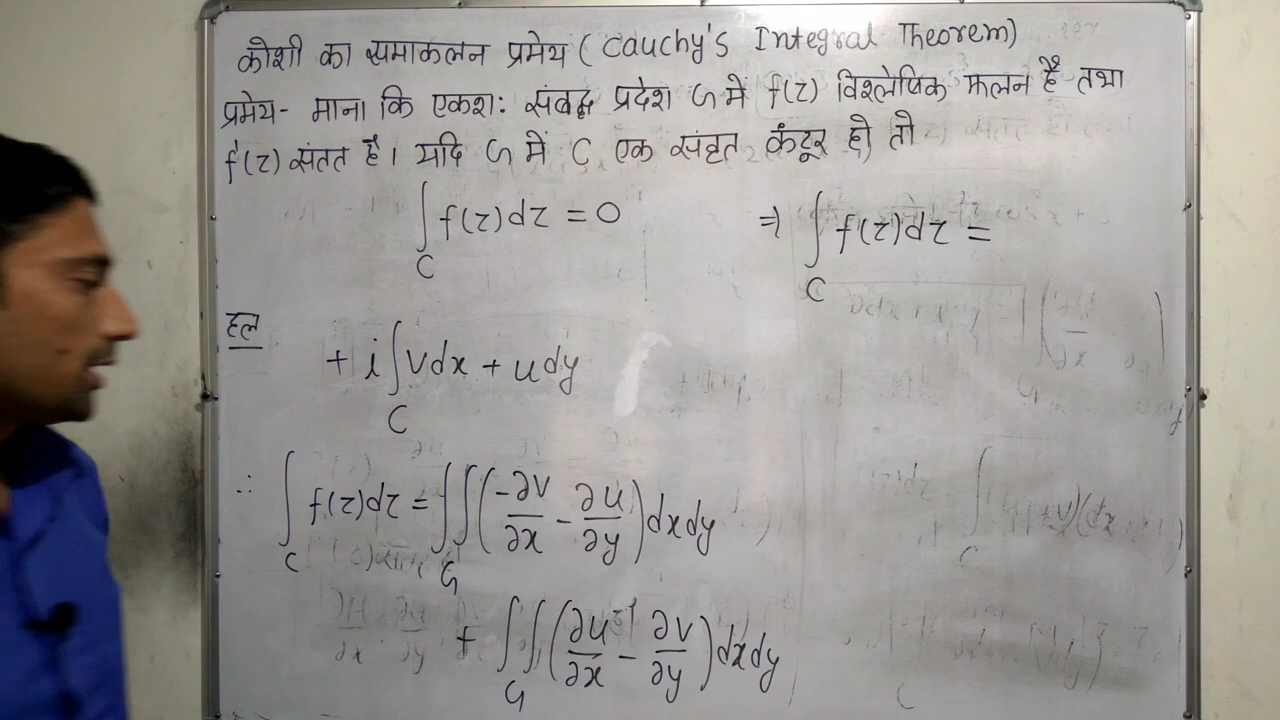 कोशी का समाकलन प्रमेय (Cauchy's Integral Theorem)
प्रमेय- माना कि एकश: संबद्ध प्रदेश G में f(z) विश्लेषिक फलन है तथा
f'(z) संतत है। यदि G में C एक संवृत कंटूर हो तो
∫_C f(z)dz = 0
⇒ ∫_C f(z)dz =
हल
+ i∫_C vdx + udy
∴ ∫_C f(z)dz = ∫∫_G (-∂v/∂x - ∂u/∂y)dxdy
+ ∫∫_G (∂u/∂x - ∂v/∂y)dxdy